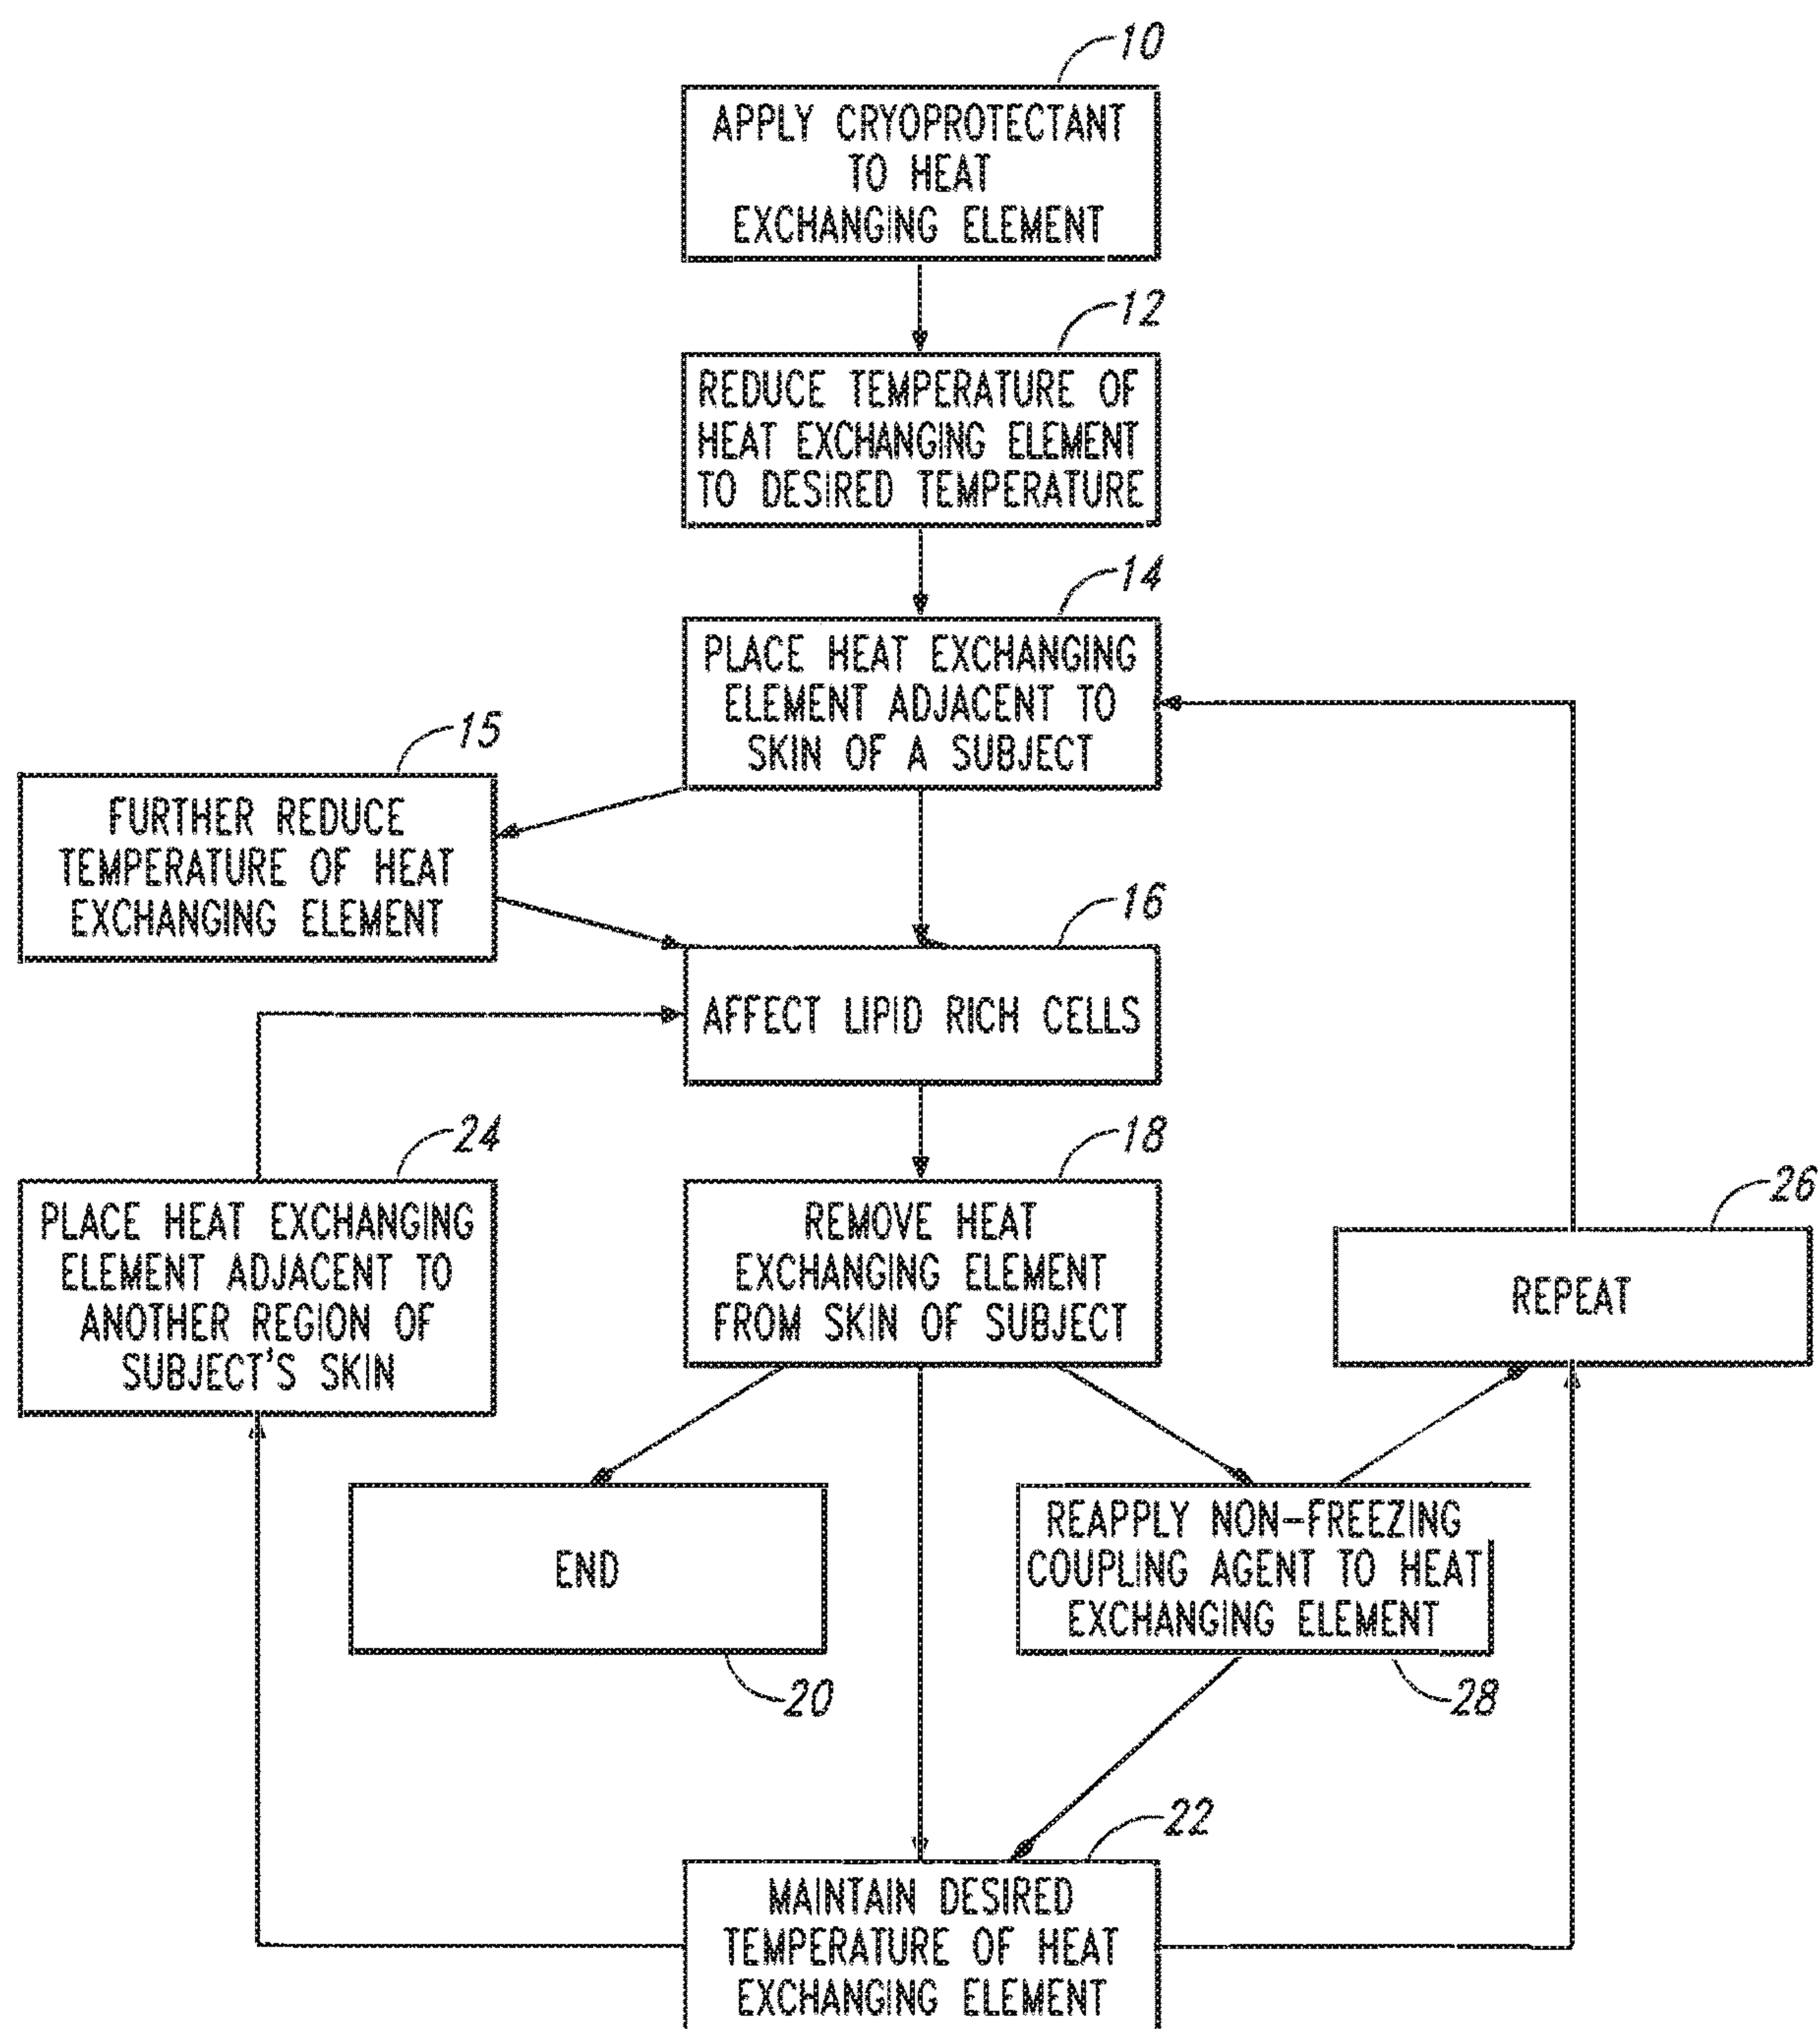 10
APPLY CRYOPROTECTANT
TO HEAT
EXCHANGING ELEMENT
12
REDUCE TEMPERATURE OF
HEAT EXCHANGING ELEMENT
TO DESIRED TEMPERATURE
14
PLACE HEAT EXCHANGING
ELEMENT ADJACENT TO
SKIN OF A SUBJECT
15
FURTHER REDUCE
TEMPERATURE OF HEAT
EXCHANGING ELEMENT
16
AFFECT LIPID RICH CELLS
24
PLACE HEAT EXCHANGING
ELEMENT ADJACENT TO
ANOTHER REGION OF
SUBJECT'S SKIN
18
REMOVE HEAT
EXCHANGING ELEMENT
FROM SKIN OF SUBJECT
26
REPEAT
END
20
REAPPLY NON-FREEZING
COUPLING AGENT TO HEAT
EXCHANGING ELEMENT
28
22
MAINTAIN DESIRED
TEMPERATURE OF HEAT
EXCHANGING ELEMENT